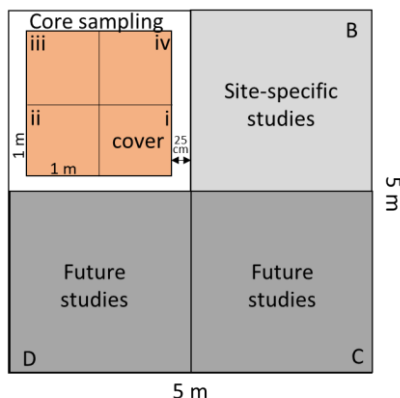 Core sampling
iii
iv
B
Site-specific
studies
ii
i
cover
25
cm
1 m
1 m
5 m
Future
studies
Future
studies
D
C
5 m